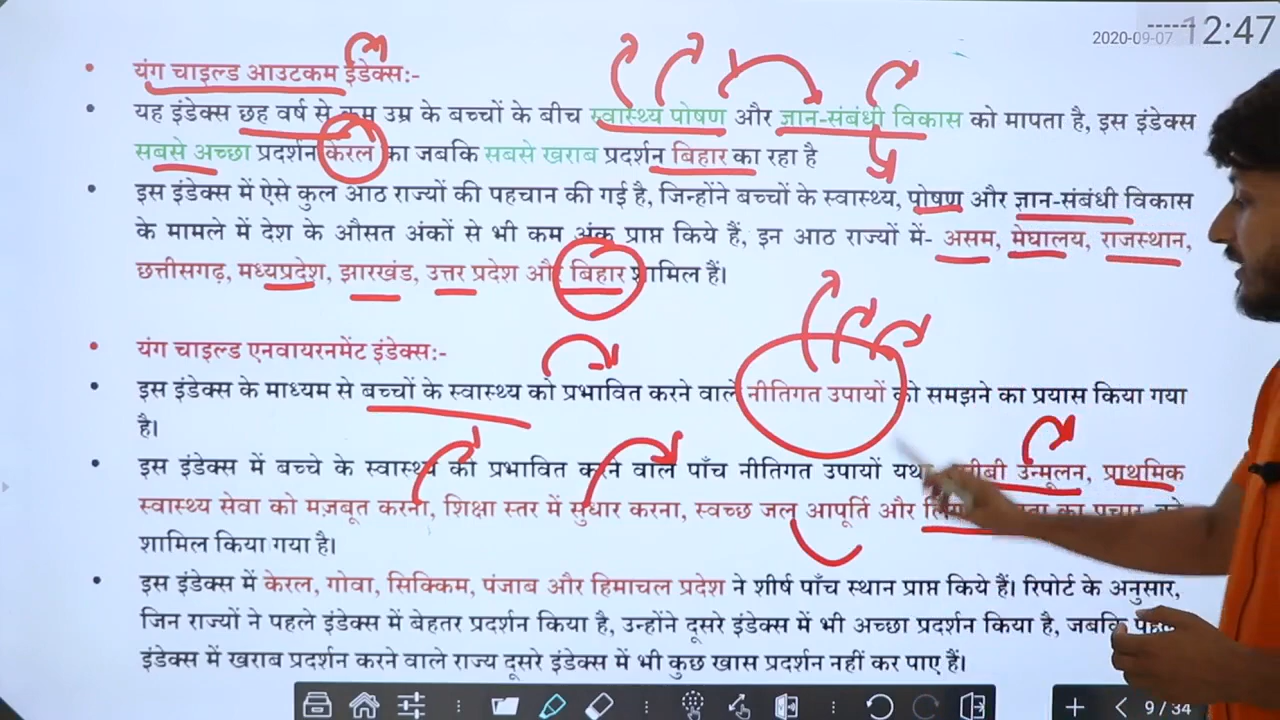 2020-09-07 12:47
यंग चाइल्ड आउटकम इंडेक्स:-
यह इंडेक्स छह वर्ष से कम उम्र के बच्चों के बीच स्वास्थ्य पोषण और ज्ञान-संबंधी विकास को मापता है, इस इंडेक्स
सबसे अच्छा प्रदर्शन केरल का जबकि सबसे खराब प्रदर्शन बिहार का रहा है
इस इंडेक्स में ऐसे कुल आठ राज्यों की पहचान की गई है, जिन्होंने बच्चों के स्वास्थ्य, पोषण और ज्ञान-संबंधी विकास
के मामले में देश के औसत अंकों से भी कम अंक प्राप्त किये हैं, इन आठ राज्यों में- असम, मेघालय, राजस्थान,
छत्तीसगढ़, मध्यप्रदेश, झारखंड, उत्तर प्रदेश और बिहार शामिल हैं।
यंग चाइल्ड एनवायरनमेंट इंडेक्स:-
इस इंडेक्स के माध्यम से बच्चों के स्वास्थ्य को प्रभावित करने वाले नीतिगत उपायों को समझने का प्रयास किया गया
है।
इस इंडेक्स में बच्चे के स्वास्थ्य को प्रभावित करने वाले पाँच नीतिगत उपायों यथा उन्मूलन, प्राथमिक
स्वास्थ्य सेवा को मज़बूत करना, शिक्षा स्तर में सुधार करना, स्वच्छ जल आपूर्ति और का प्रचार
शामिल किया गया है।
इस इंडेक्स में केरल, गोवा, सिक्किम, पंजाब और हिमाचल प्रदेश ने शीर्ष पाँच स्थान प्राप्त किये हैं। रिपोर्ट के अनुसार,
जिन राज्यों ने पहले इंडेक्स में बेहतर प्रदर्शन किया है, उन्होंने दूसरे इंडेक्स में भी अच्छा प्रदर्शन किया है, जबकि
इंडेक्स में खराब प्रदर्शन करने वाले राज्य दूसरे इंडेक्स में भी कुछ खास प्रदर्शन नहीं कर पाए हैं।
9 / 34